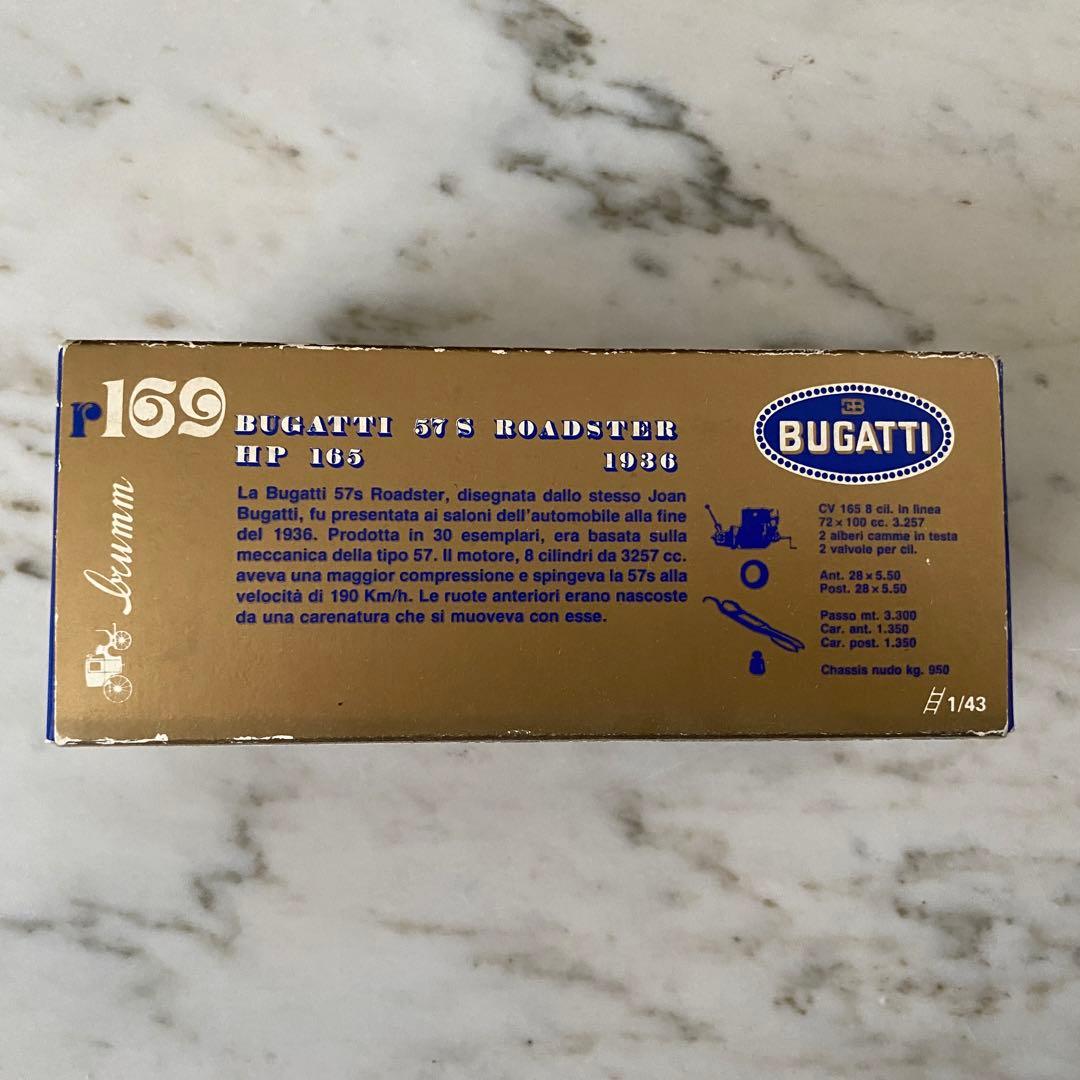 r169
BUGATTI 57 S ROADSTER
HP 165 1936
La Bugatti 57s Roadster, disegnata dallo stesso Joan
Bugatti, fu presentata ai saloni dell'automobile alla fine
del 1936. Prodotta in 30 esemplari, era basata sulla
meccanica della tipo 57. Il motore, 8 cilindri da 3257 cc.
aveva una maggior compressione e spingeva la 57s alla
velocità di 190 Km/h. Le ruote anteriori erano nascoste
da una carenatura che si muoveva con esse.
brumm
EB
BUGATTI
CV 165 8 cil. in linea
72 x 100 cc. 3.257
2 alberi camme in testa
2 valvole per cil.
Ant. 28 x 5.50
Post. 28 x 5.50
Passo mt. 3.300
Car. ant. 1.350
Car. post. 1.350
Chassis nudo kg. 950
1/43